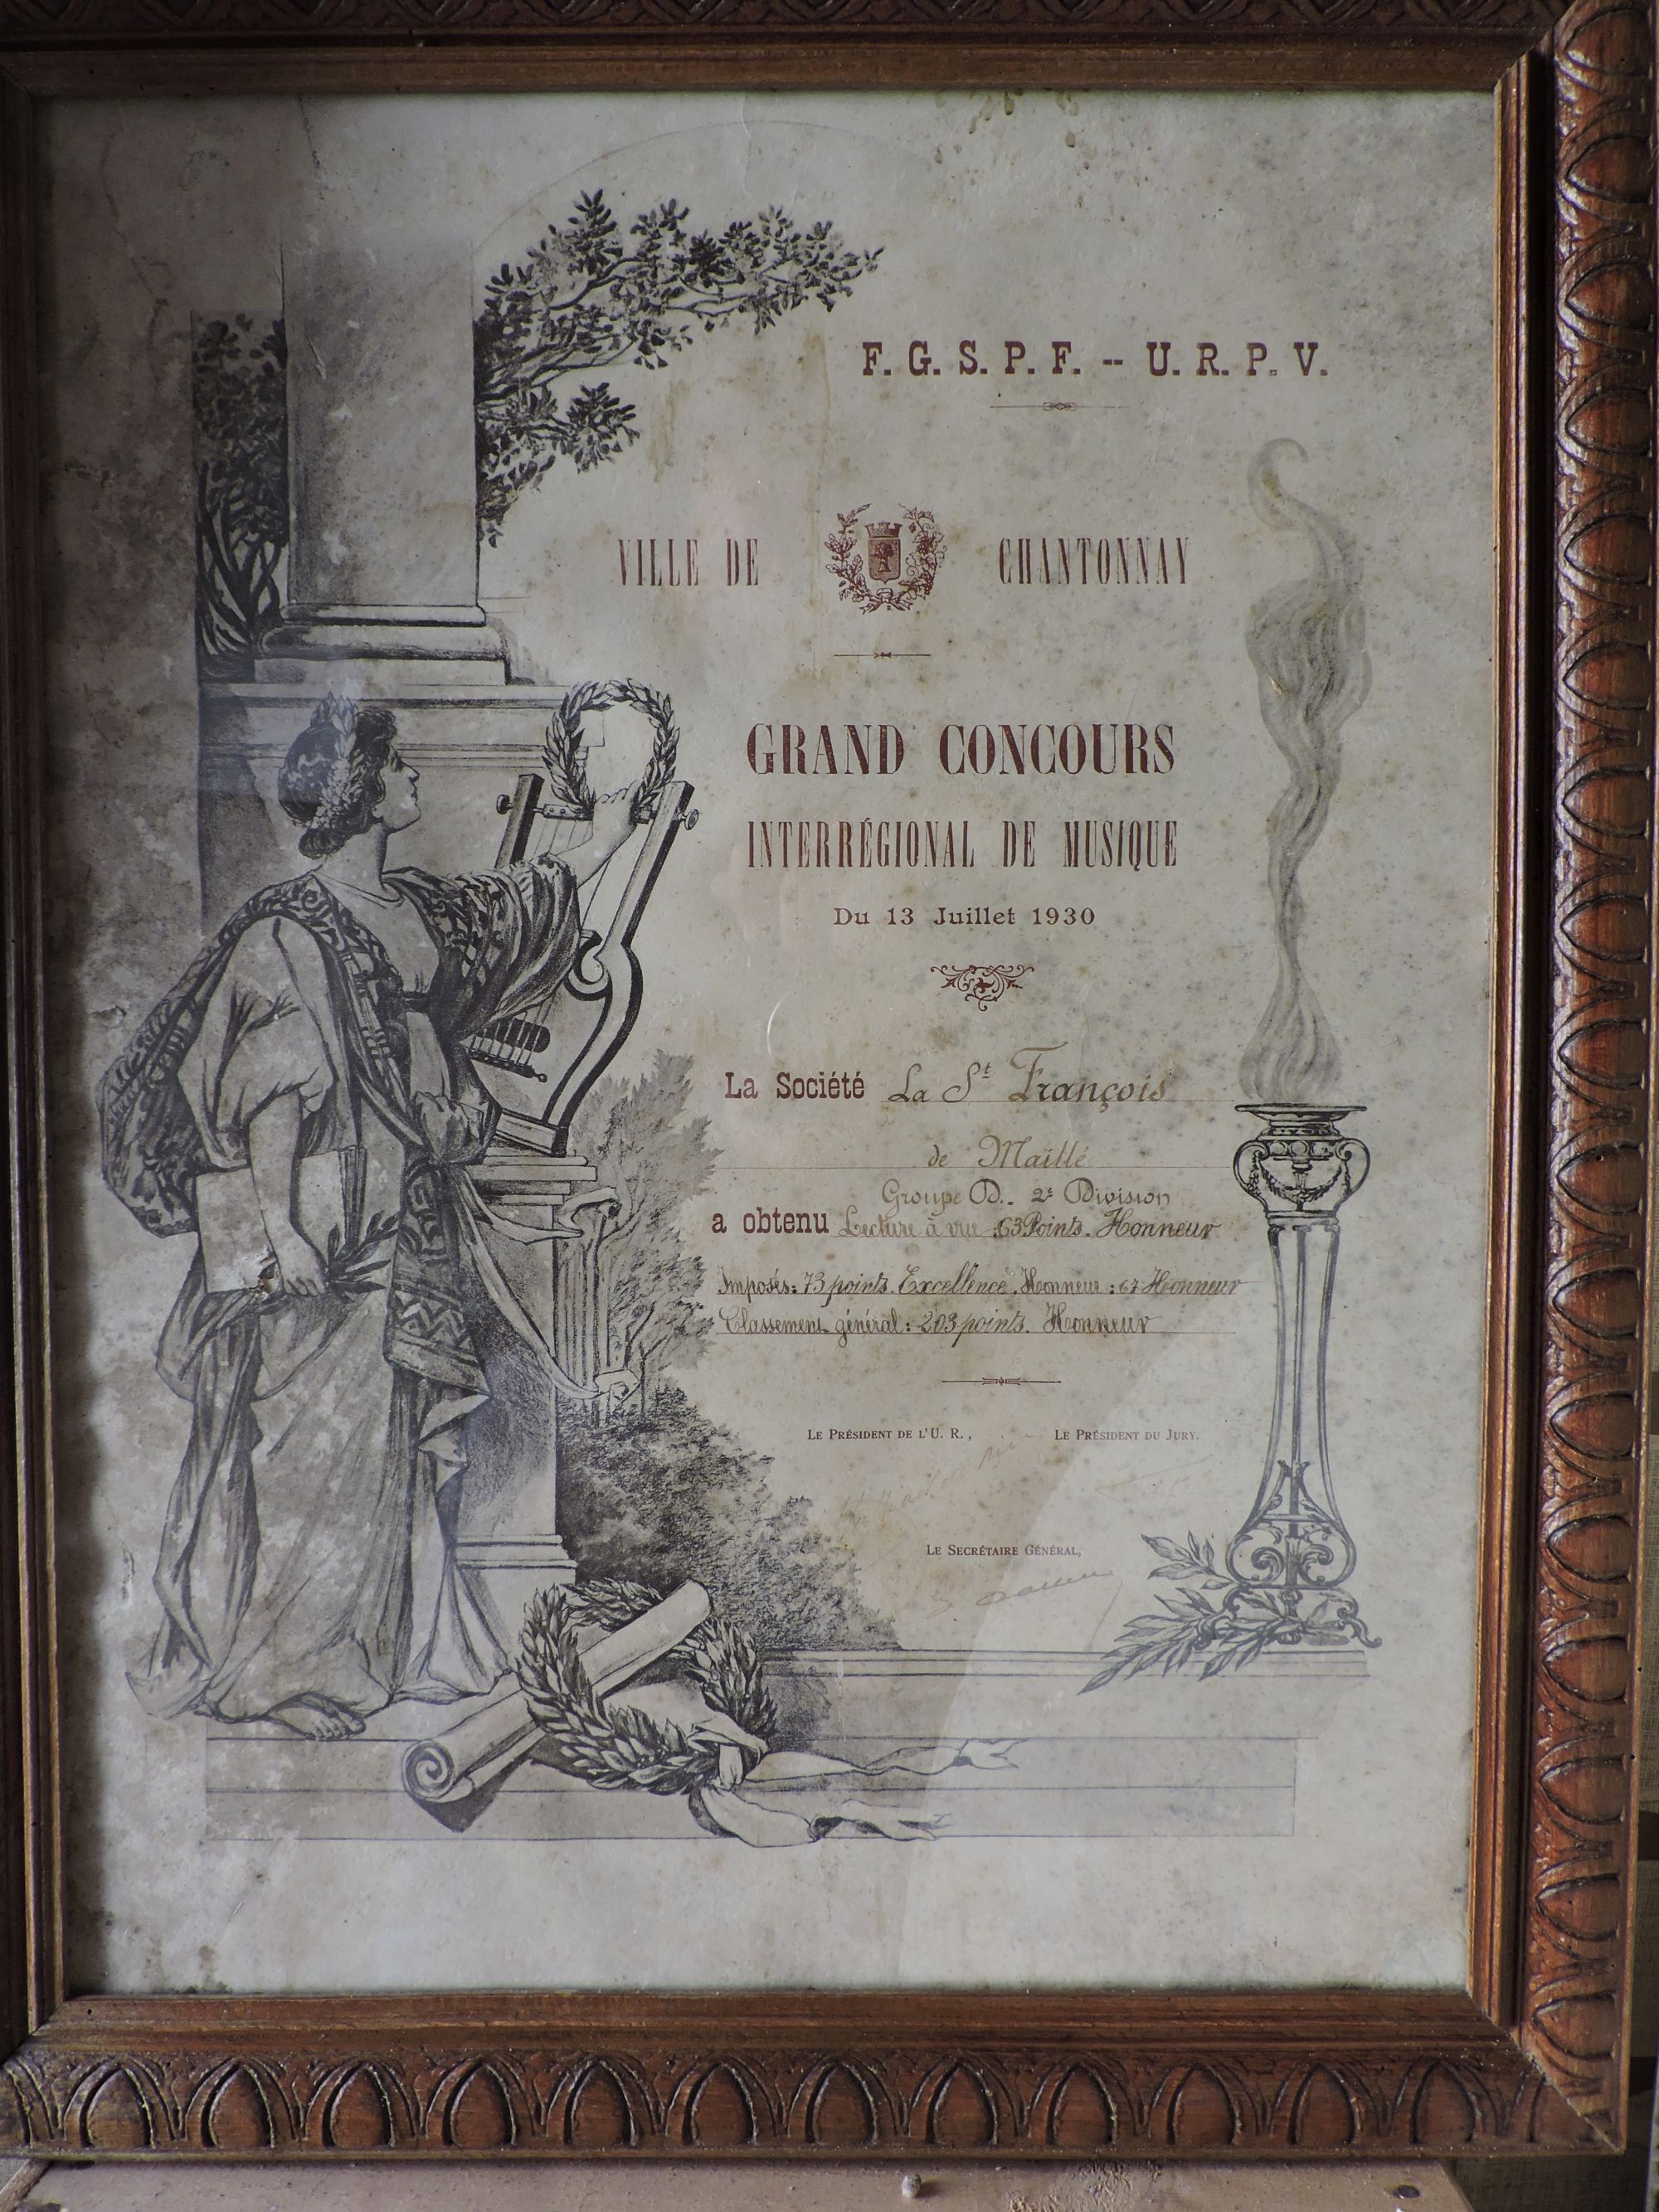 F. G. S. P. F. -- U. R. P. V.
VILLE DE CHANTONNAY
GRAND CONCOURS
INTERRÉGIONAL DE MUSIQUE
Du 13 Juillet 1930
La Société La St François
de Maillé
Groupe D. 2e Division
a obtenu Lecture à vue 63 Points. Honneur
Imposés: 73 points. Excellence. Honneur: 67 Honneur
Classement général: 203 points. Honneur
LE PRÉSIDENT DE L'U. R., LE PRÉSIDENT DU JURY,
LE SECRÉTAIRE GÉNÉRAL,